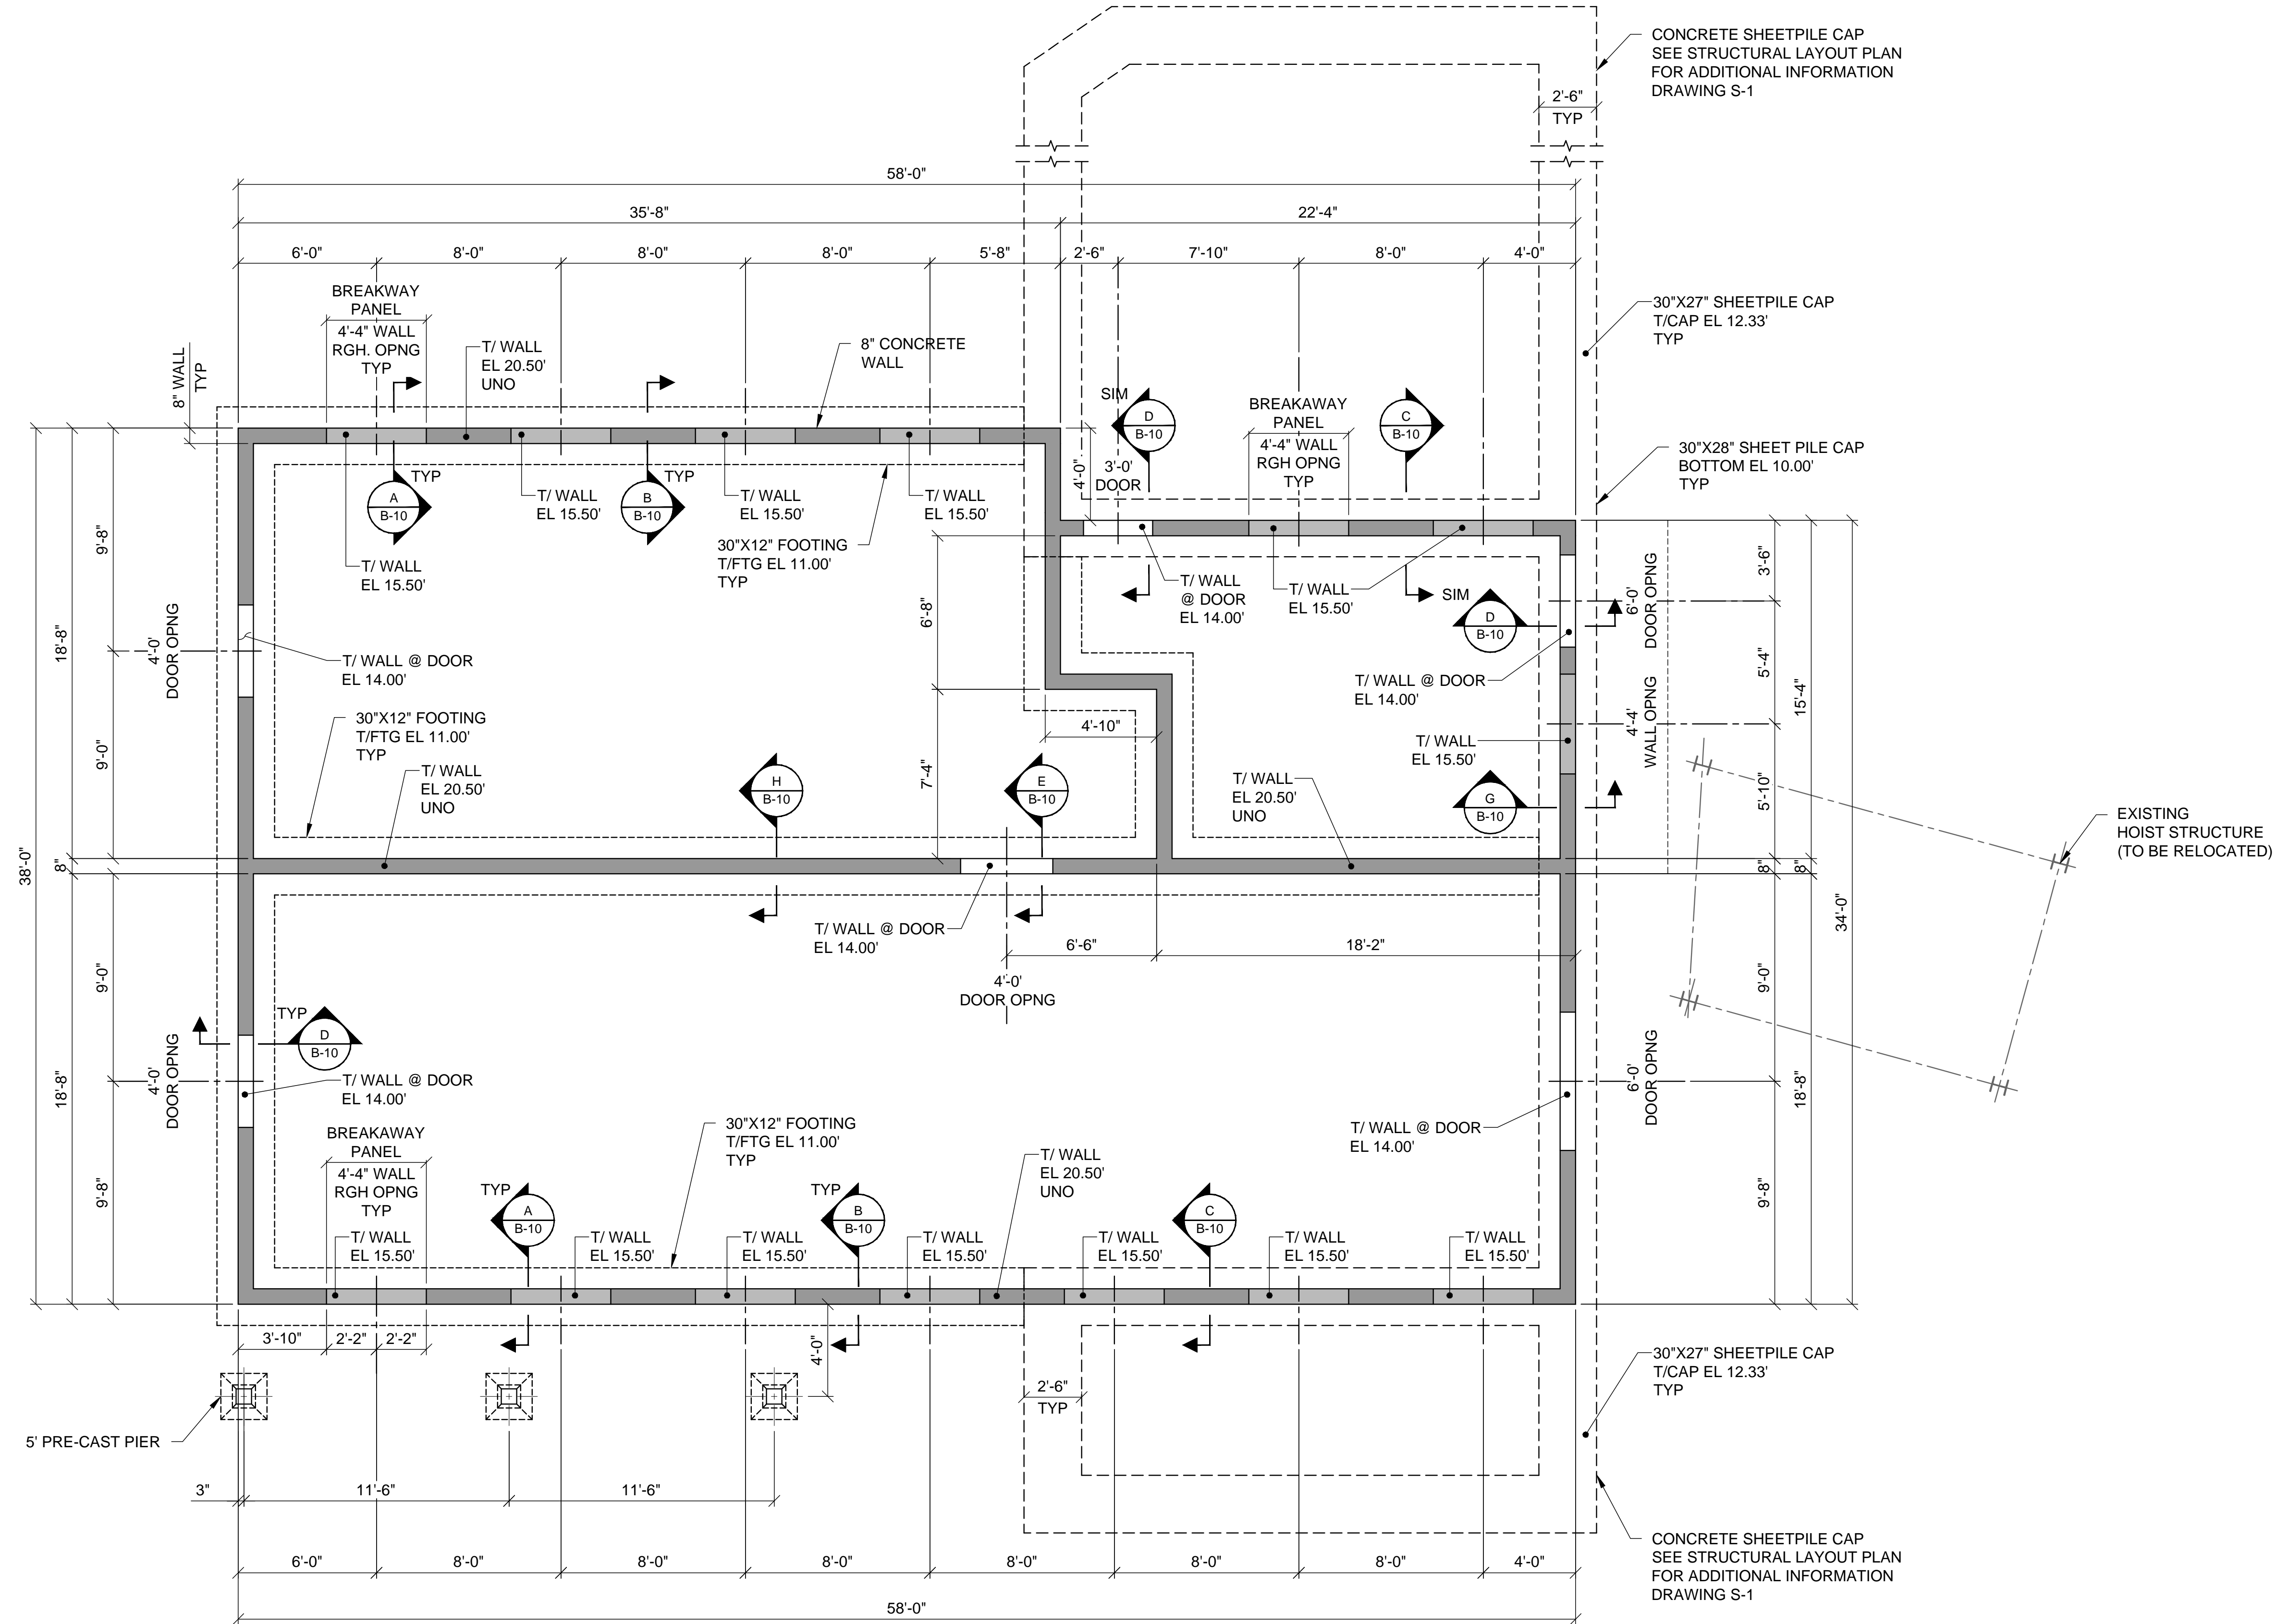 CONCRETE SHEETPILE CAP
SEE STRUCTURAL LAYOUT PLAN
FOR ADDITIONAL INFORMATION
DRAWING S-1
2'-6"
TYP
58'-0"
35'-8"
22'-4"
6'-0"
8'-0"
8'-0"
8'-0"
5'-8"
2'-6"
7'-10"
8'-0"
4'-0"
BREAKWAY
PANEL
4'-4" WALL
RGH. OPNG
TYP
T/ WALL
EL 20.50'
UNO
8" CONCRETE
WALL
8" WALL
TYP
30"X27" SHEETPILE CAP
T/CAP EL 12.33'
TYP
SIM
D
B-10
BREAKAWAY
PANEL
4'-4" WALL
RGH OPNG
TYP
C
B-10
30"X28" SHEET PILE CAP
BOTTOM EL 10.00'
TYP
4'-0"
3'-0'
DOOR
A
B-10
TYP
T/ WALL
EL 15.50'
B
B-10
TYP
T/ WALL
EL 15.50'
T/ WALL
EL 15.50'
30"X12" FOOTING
T/FTG EL 11.00'
TYP
T/ WALL
EL 15.50'
T/ WALL
@ DOOR
EL 14.00'
T/ WALL
EL 15.50'
SIM
D
B-10
6'-0'
DOOR OPNG
3'-6"
9'-8"
18'-8"
4'-0'
DOOR OPNG
T/ WALL @ DOOR
EL 14.00'
6'-8"
T/ WALL @ DOOR
EL 14.00'
5'-4"
15'-4"
4'-4'
WALL OPNG
30"X12" FOOTING
T/FTG EL 11.00'
TYP
4'-10"
T/ WALL
EL 15.50'
9'-0"
T/ WALL
EL 20.50'
UNO
H
B-10
7'-4"
E
B-10
T/ WALL
EL 20.50'
UNO
G
B-10
5'-10"
EXISTING
HOIST STRUCTURE
(TO BE RELOCATED)
38'-0"
8"
8"
8"
34'-0"
T/ WALL @ DOOR
EL 14.00'
6'-6"
18'-2"
4'-0'
DOOR OPNG
9'-0"
9'-0"
TYP
D
B-10
4'-0'
DOOR OPNG
T/ WALL @ DOOR
EL 14.00'
18'-8"
6'-0'
DOOR OPNG
18'-8"
T/ WALL @ DOOR
EL 14.00'
BREAKAWAY
PANEL
4'-4" WALL
RGH OPNG
TYP
30"X12" FOOTING
T/FTG EL 11.00'
TYP
T/ WALL
EL 20.50'
UNO
9'-8"
9'-8"
TYP
A
B-10
TYP
B
B-10
C
B-10
T/ WALL
EL 15.50'
T/ WALL
EL 15.50'
T/ WALL
EL 15.50'
T/ WALL
EL 15.50'
T/ WALL
EL 15.50'
T/ WALL
EL 15.50'
T/ WALL
EL 15.50'
3'-10"
2'-2"
2'-2"
4'-0"
30"X27" SHEETPILE CAP
T/CAP EL 12.33'
TYP
2'-6"
TYP
5' PRE-CAST PIER
3"
11'-6"
11'-6"
CONCRETE SHEETPILE CAP
SEE STRUCTURAL LAYOUT PLAN
FOR ADDITIONAL INFORMATION
DRAWING S-1
6'-0"
8'-0"
8'-0"
8'-0"
8'-0"
8'-0"
8'-0"
4'-0"
58'-0"